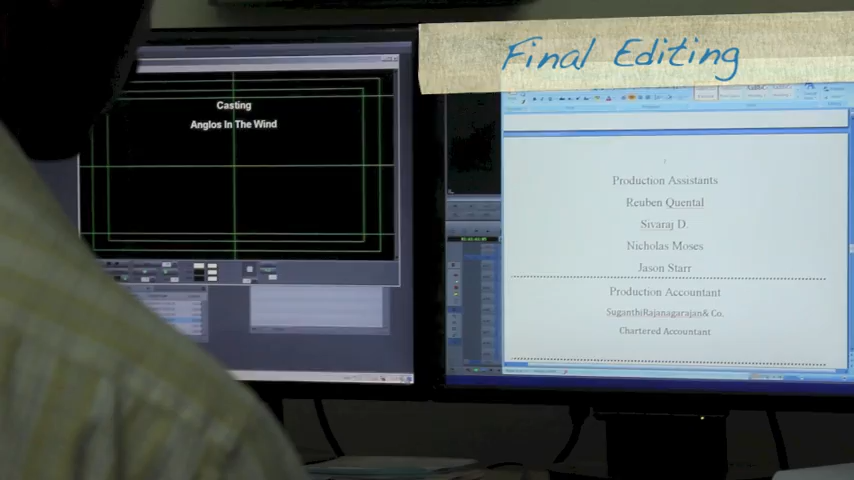 Final Editing
Casting
Anglos In The Wind
Production Assistants
Reuben Quental
Sivaraj D.
Nicholas Moses
Jason Starr
Production Accountant
SuganthiRajanagarajan& Co.
Chartered Accountant